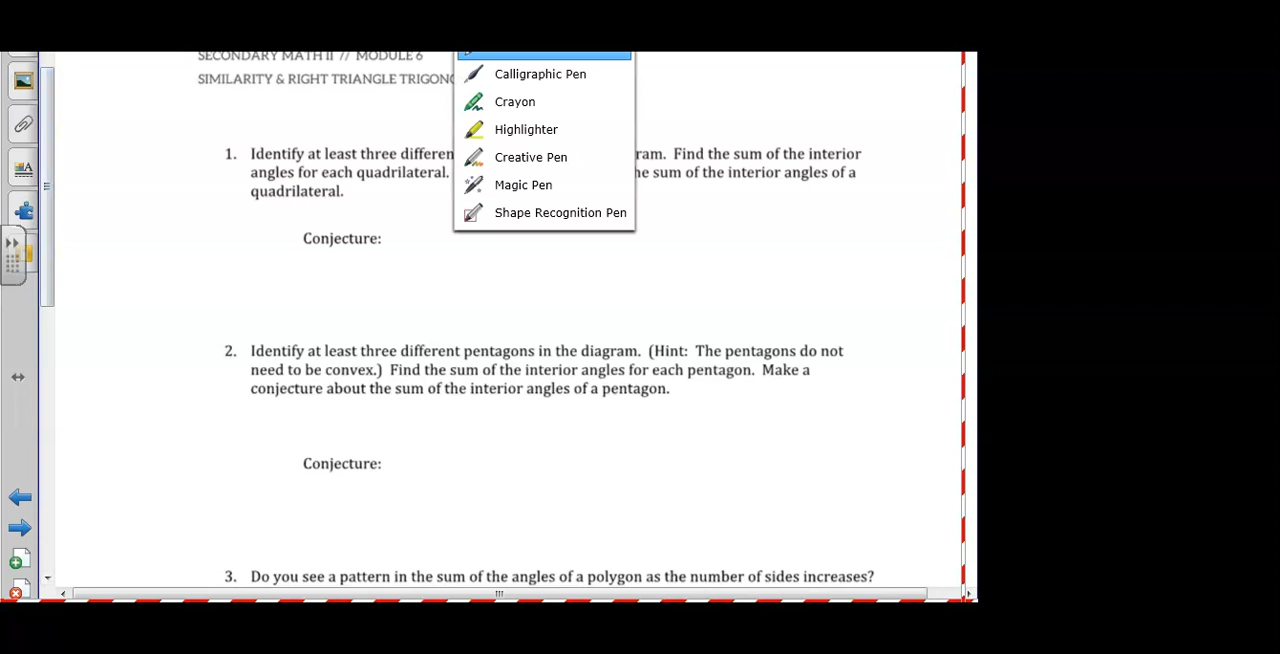 SECONDARY MATH II // MODULE 6
SIMILARITY & RIGHT TRIANGLE TRIGONO
Calligraphic Pen
Crayon
Highlighter
Creative Pen
Magic Pen
Shape Recognition Pen
1. Identify at least three differen ram. Find the sum of the interior
angles for each quadrilateral. he sum of the interior angles of a
quadrilateral.
Conjecture:
2. Identify at least three different pentagons in the diagram. (Hint: The pentagons do not
need to be convex.) Find the sum of the interior angles for each pentagon. Make a
conjecture about the sum of the interior angles of a pentagon.
Conjecture:
3. Do you see a pattern in the sum of the angles of a polygon as the number of sides increases?